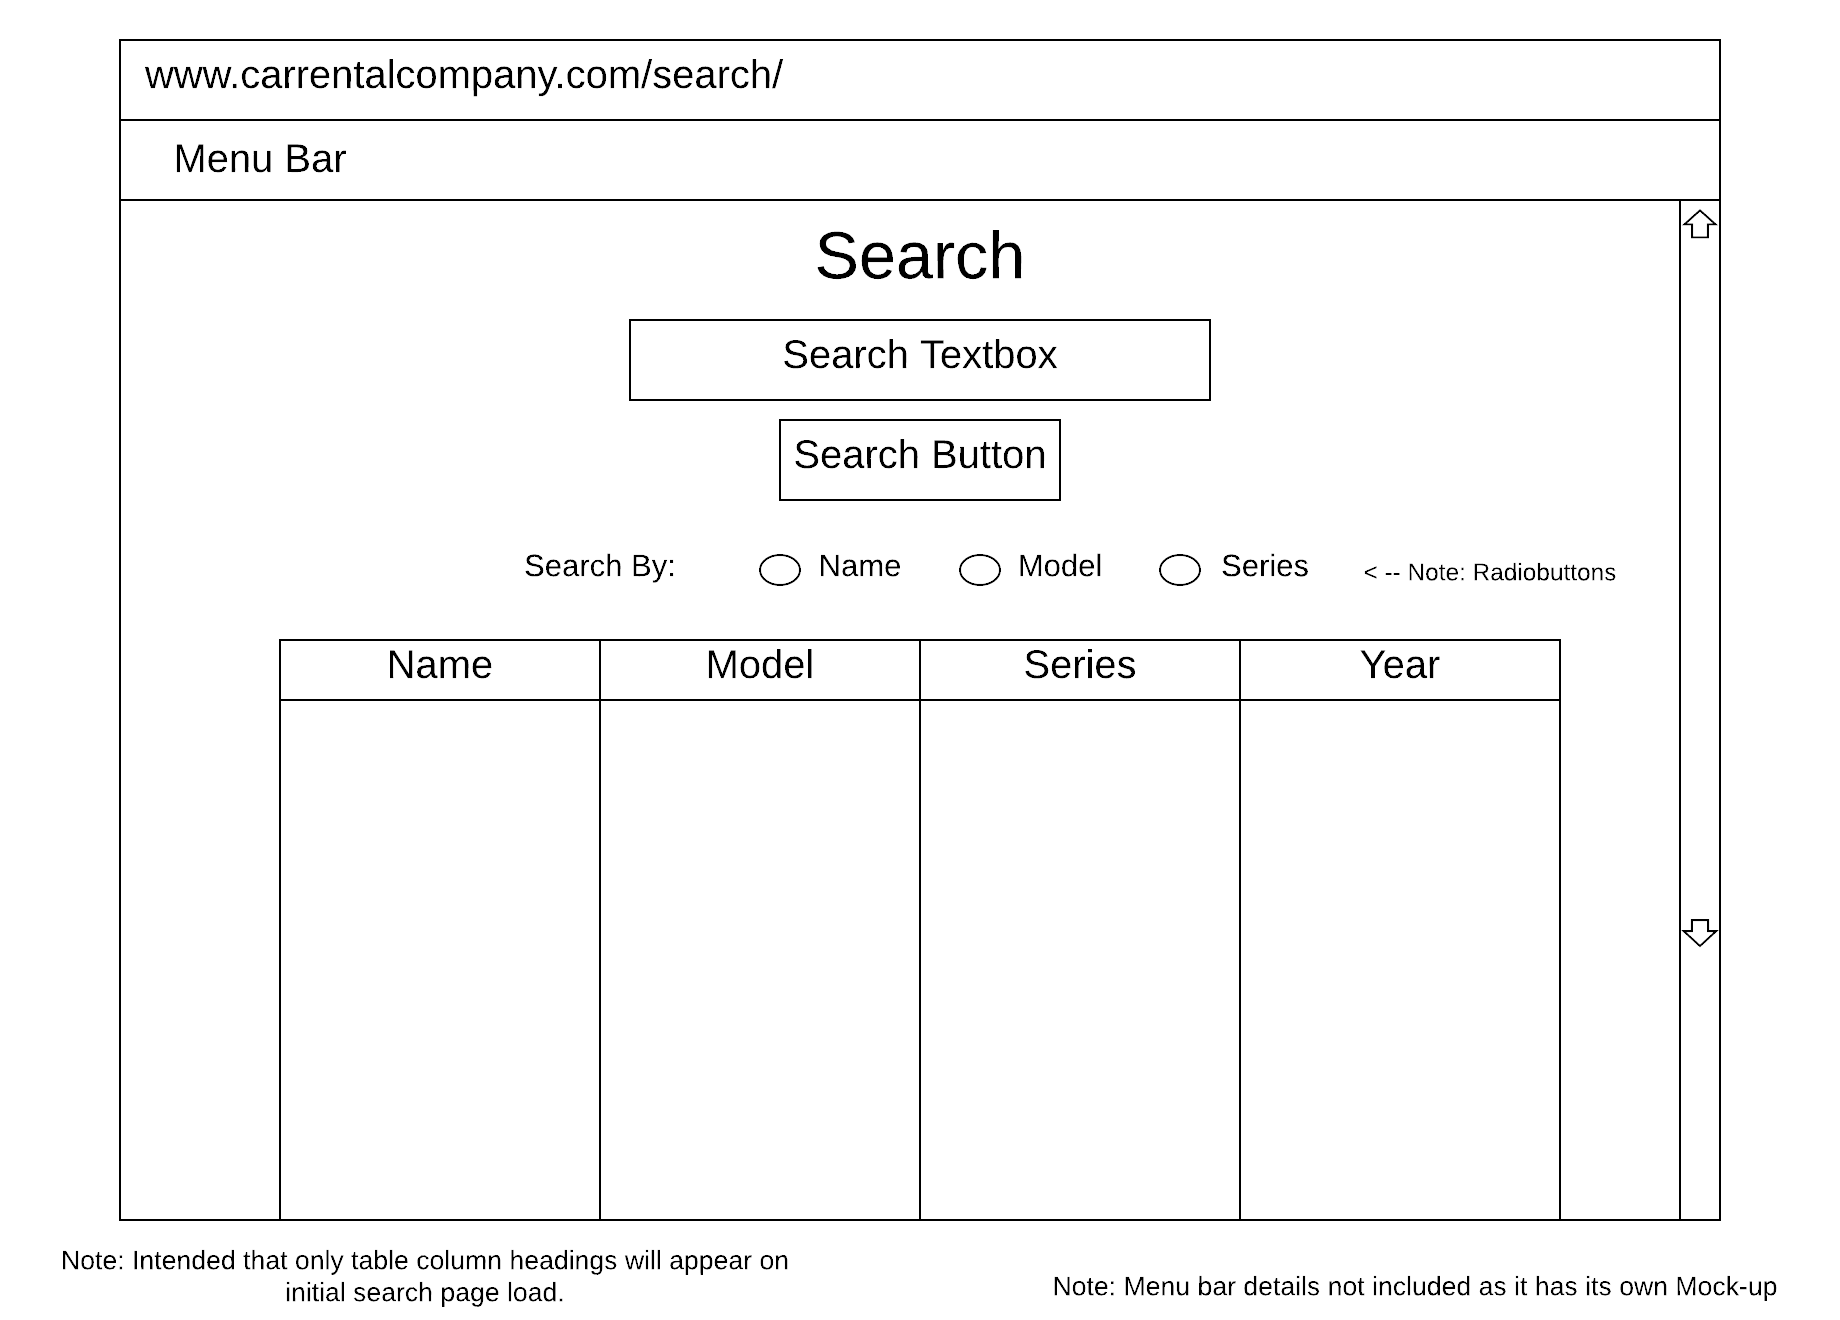 www.carrentalcompany.com/search/
Menu Bar
Search
Search Textbox
Search Button
Search By: Name Model Series < -- Note: Radiobuttons
Name Model Series Year
Note: Intended that only table column headings will appear on
initial search page load.
Note: Menu bar details not included as it has its own Mock-up